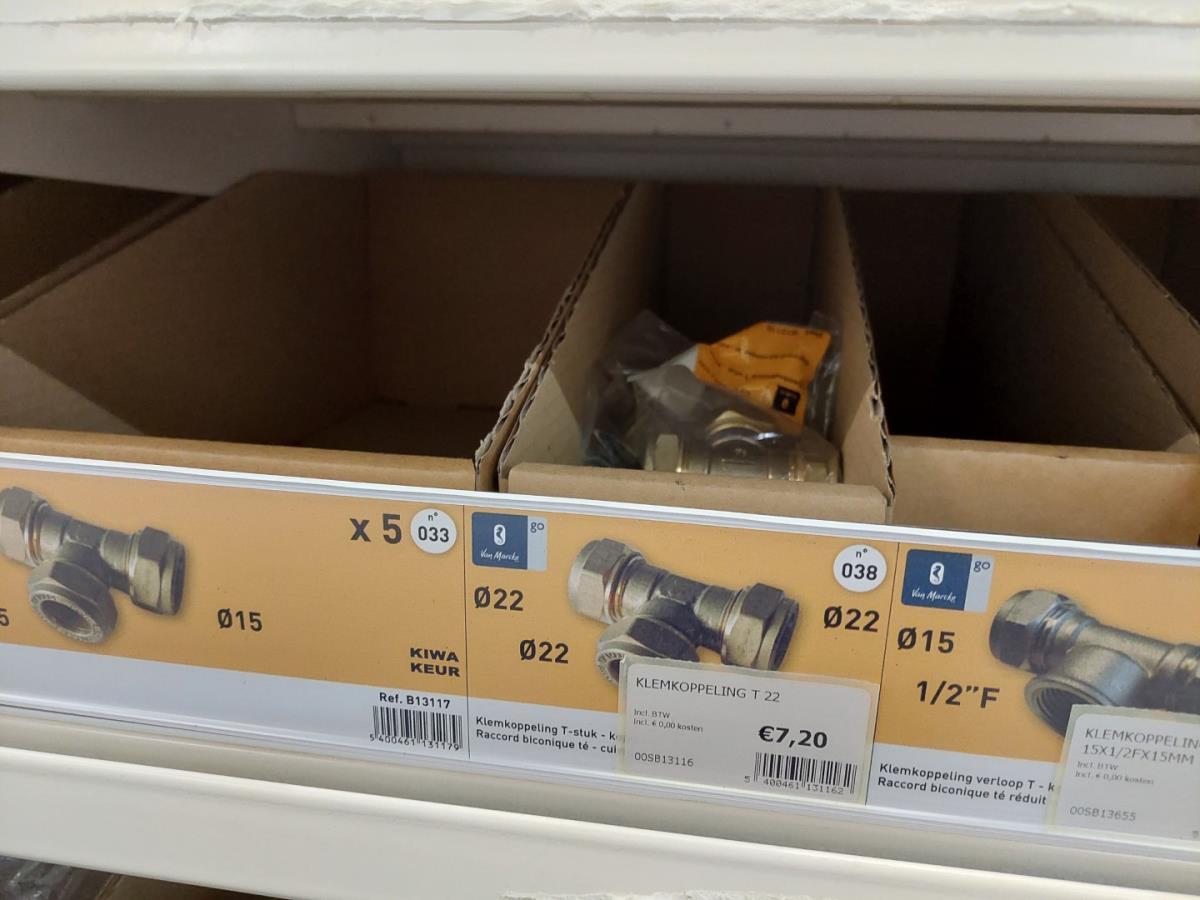 x 5
n°
033
5
Ø15
KIWA
KEUR
Ref. B13117
5 400461 131179
Van Marcke
go
n°
038
Ø22
Ø22
Ø22
Klemkoppeling T-stuk - k
Raccord biconique té - cui
KLEMKOPPELING T 22
Incl. BTW
Incl. € 0,00 kosten
€7,20
00SB13116
5 400461 131162
Van Marcke
go
Ø15
1/2”F
Klemkoppeling verloop T - k
Raccord biconique té réduit
KLEMKOPPELIN
15X1/2FX15MM
Incl. BTW
Incl. € 0,00 kosten
00SB13655